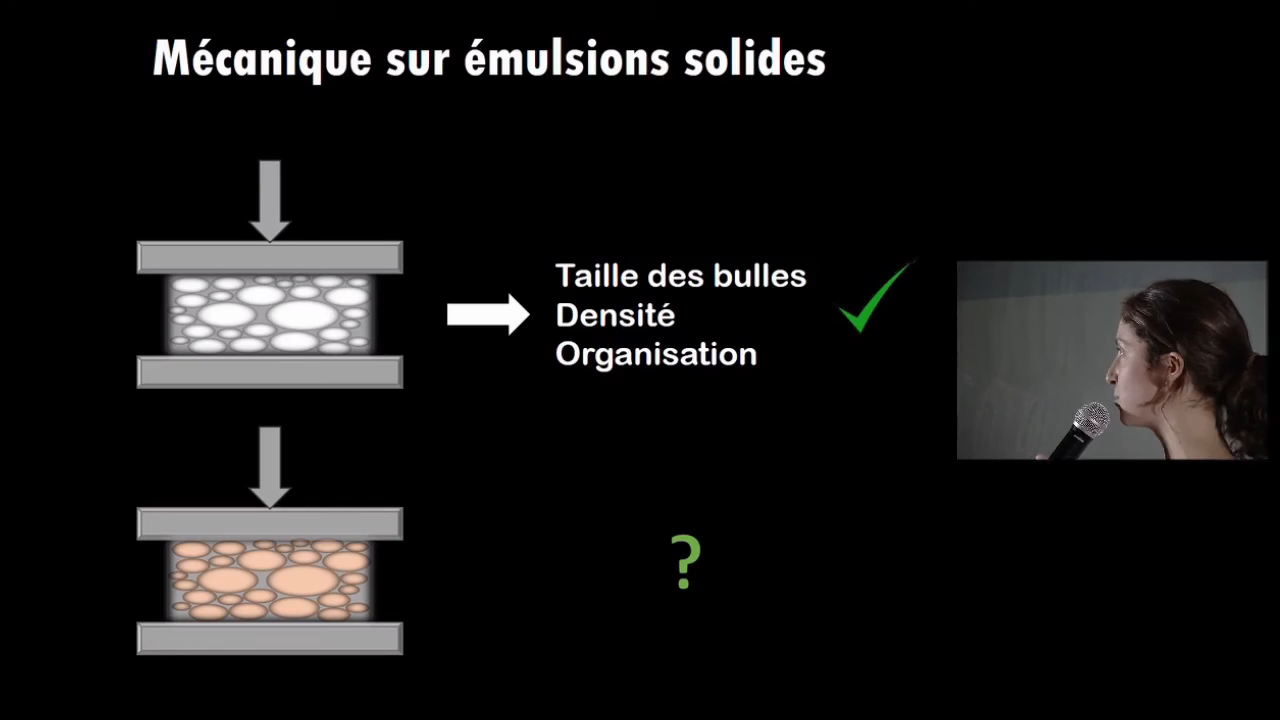 Mécanique sur émulsions solides
Taille des bulles
Densité
Organisation
?